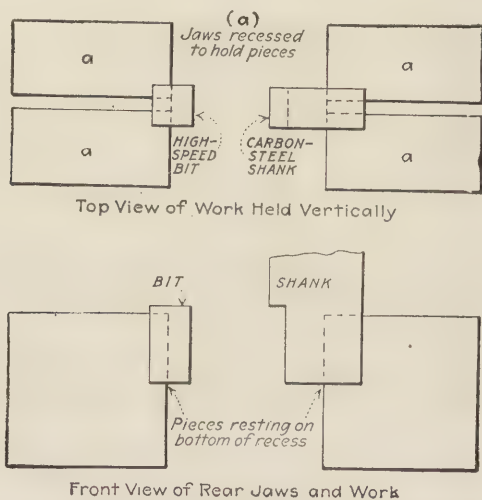 (a)
Jaws recessed
to hold pieces
a
a
a
a
HIGH-
SPEED
BIT
CARBON-
STEEL
SHANK
Top View of Work Held Vertically
BIT
SHANK
Pieces resting on
bottom of recess
Front View of Rear Jaws and Work